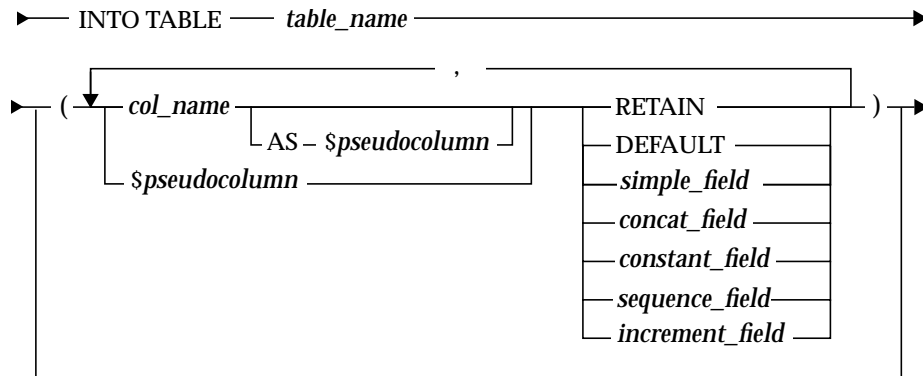 INTO TABLE table_name
,
( col_name RETAIN )
AS $pseudocolumn DEFAULT
$pseudocolumn simple_field
concat_field
constant_field
sequence_field
increment_field